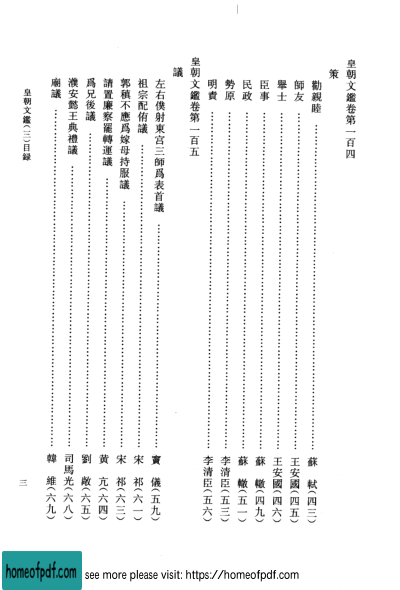 皇朝文鑑卷第一百四
策
勸親睦……………………蘇　軾(四三)
師友……………………王安國(四五)
舉士……………………王安國(四六)
臣事……………………蘇　轍(四九)
民政……………………蘇　轍(五一)
勢原……………………李清臣(五三)
明責……………………李清臣(五六)
皇朝文鑑卷第一百五
議
左右僕射東宮三師爲表首議……………………竇　儀(五九)
祖宗配侑議……………………宋　祁(六一)
郭稹不應爲嫁母持服議……………………宋　祁(六三)
請置廉察罷轉運議……………………黃　亢(六四)
爲兄後議……………………劉　敞(六五)
濮安懿王典禮議……………………司馬光(六八)
廟議……………………韓　維(六九)
皇朝文鑑(三)目録
三
homeofpdf.com
see more please visit: https://homeofpdf.com